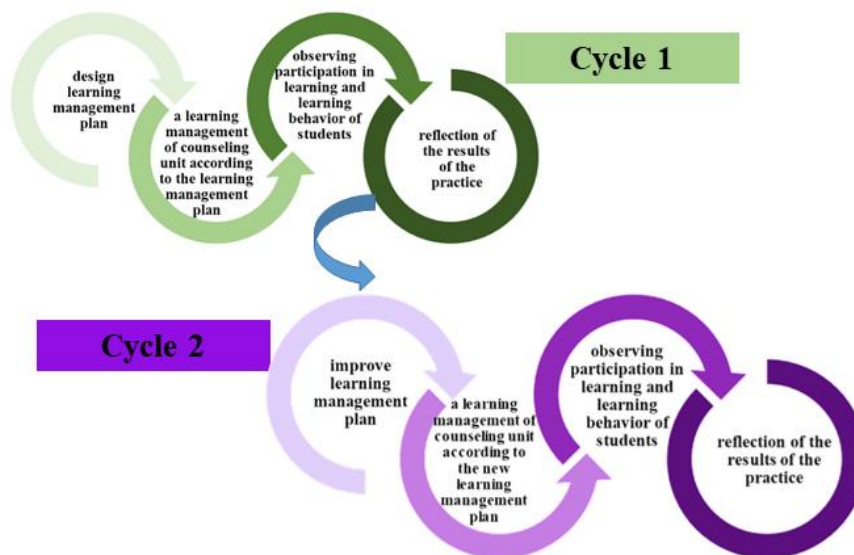 Cycle 1
design
learning
management
plan
a learning
management
of counseling
unit according
to the learning
management
plan
observing
participation in
learning and
learning
behavior of
students
reflection of
the results
of the
practice
Cycle 2
improve
learning
management
plan
a learning
management of
counseling unit
according to
the new
learning
management
plan
observing
participation in
learning and
learning
behavior of
students
reflection of the
results of the
practice